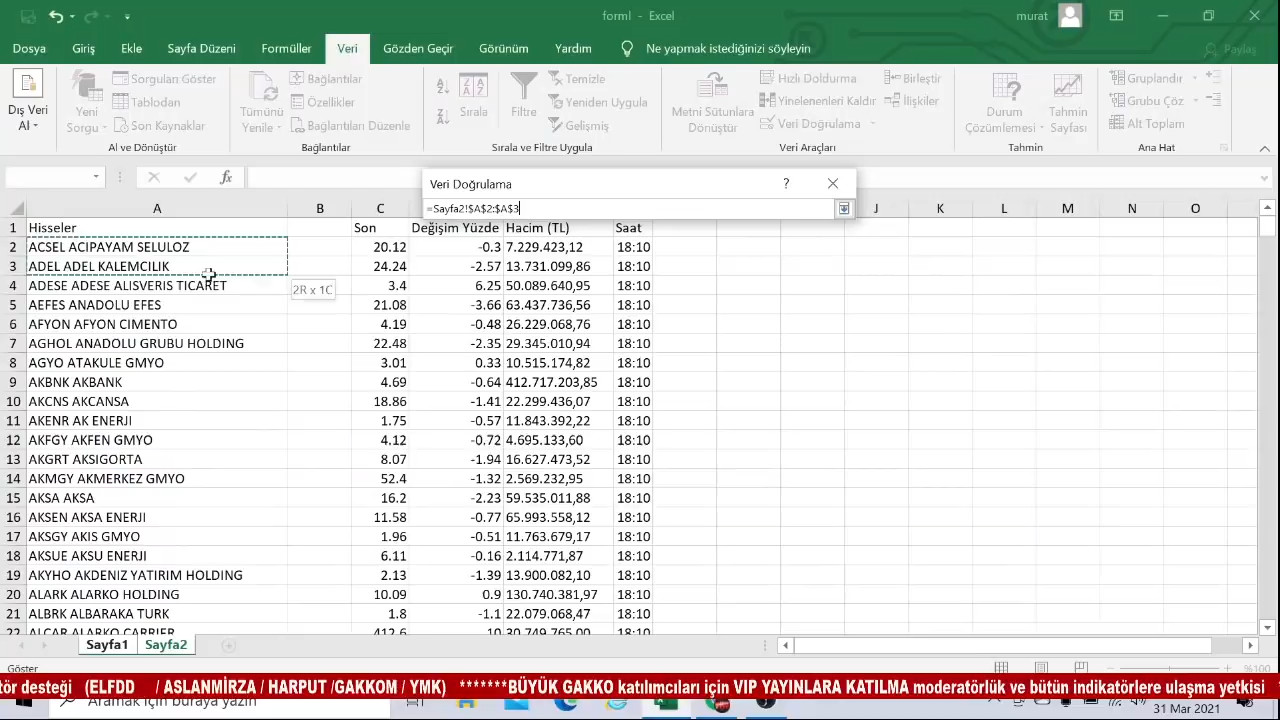 forml - Excel
murat
Dosya Giriş Ekle Sayfa Düzeni Formüller Veri Gözden Geçir Görünüm Yardım Ne yapmak istediğinizi söyleyin Paylaş
Dış Veri Al
Yeni Sorgu
Sorguları Göster
Tablodan
Son Kaynaklar
Al ve Dönüştür
Tümünü Yenile
Bağlantılar
Özellikler
Bağlantıları Düzenle
Bağlantılar
Sırala
Filtre
Temizle
Yeniden Uygula
Gelişmiş
Sırala ve Filtre Uygula
Metni Sütunlara Dönüştür
Hızlı Doldurma
Yinelenenleri Kaldır
Veri Doğrulama
Birleştir
İlişkiler
Veri Araçları
Durum Çözümlemesi
Tahmin Sayfası
Tahmin
Gruplandır
Grubu Çöz
Alt Toplam
Ana Hat
fx
Veri Doğrulama ?
=Sayfa2!$A$2:$A$3
A B C J K L M N O
1 Hisseler Son Değişim Yüzde Hacim (TL) Saat
2 ACSEL ACIPAYAM SELULOZ 20.12 -0.3 7.229.423,12 18:10
3 ADEL ADEL KALEMCILIK 24.24 -2.57 13.731.099,86 18:10
4 ADESE ADESE ALISVERIS TICARET 3.4 6.25 50.089.640,95 18:10
2R x 1C
5 AEFES ANADOLU EFES 21.08 -3.66 63.437.736,56 18:10
6 AFYON AFYON CIMENTO 4.19 -0.48 26.229.068,76 18:10
7 AGHOL ANADOLU GRUBU HOLDING 22.48 -2.35 29.345.010,94 18:10
8 AGYO ATAKULE GMYO 3.01 0.33 10.515.174,82 18:10
9 AKBNK AKBANK 4.69 -0.64 412.717.203,85 18:10
10 AKCNS AKCANSA 18.86 -1.41 22.299.436,07 18:10
11 AKENR AK ENERJI 1.75 -0.57 11.843.392,22 18:10
12 AKFGY AKFEN GMYO 4.12 -0.72 4.695.133,60 18:10
13 AKGRT AKSIGORTA 8.07 -1.94 16.627.473,52 18:10
14 AKMGY AKMERKEZ GMYO 52.4 -1.32 2.569.232,95 18:10
15 AKSA AKSA 16.2 -2.23 59.535.011,88 18:10
16 AKSEN AKSA ENERJI 11.58 -0.77 65.993.558,12 18:10
17 AKSGY AKIS GMYO 1.96 -0.51 11.763.679,17 18:10
18 AKSUE AKSU ENERJI 6.11 -0.16 2.114.771,87 18:10
19 AKYHO AKDENIZ YATIRIM HOLDING 2.13 -1.39 13.900.082,10 18:10
20 ALARK ALARKO HOLDING 10.09 0.9 130.740.381,97 18:10
21 ALBRK ALBARAKA TURK 1.8 -1.1 22.079.068,47 18:10
22 ALCAR ALARKO CARRIER 412.6 10 30.749.765,00 18:10
Sayfa1 Sayfa2
Göster %100
tör desteği (ELFDD / ASLANMİRZA / HARPUT /GAKKOM / YMK) *******BÜYÜK GAKKO katılımcıları için VIP YAYINLARA KATILMA moderatörlük ve bütün indikatörlere ulaşma yetkisi
Aramak için buraya yazın
31 Mar 2021